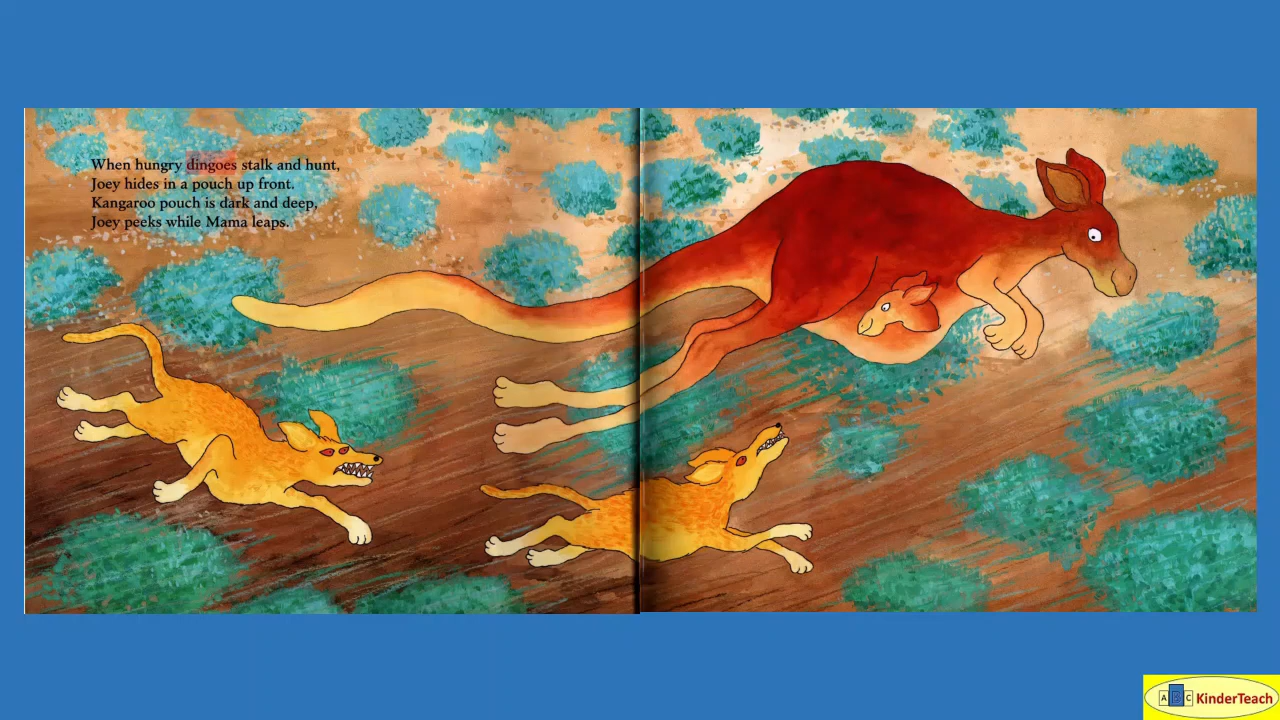 When hungry dingoes stalk and hunt,
Joey hides in a pouch up front.
Kangaroo pouch is dark and deep,
Joey peeks while Mama leaps.
ABC KinderTeach